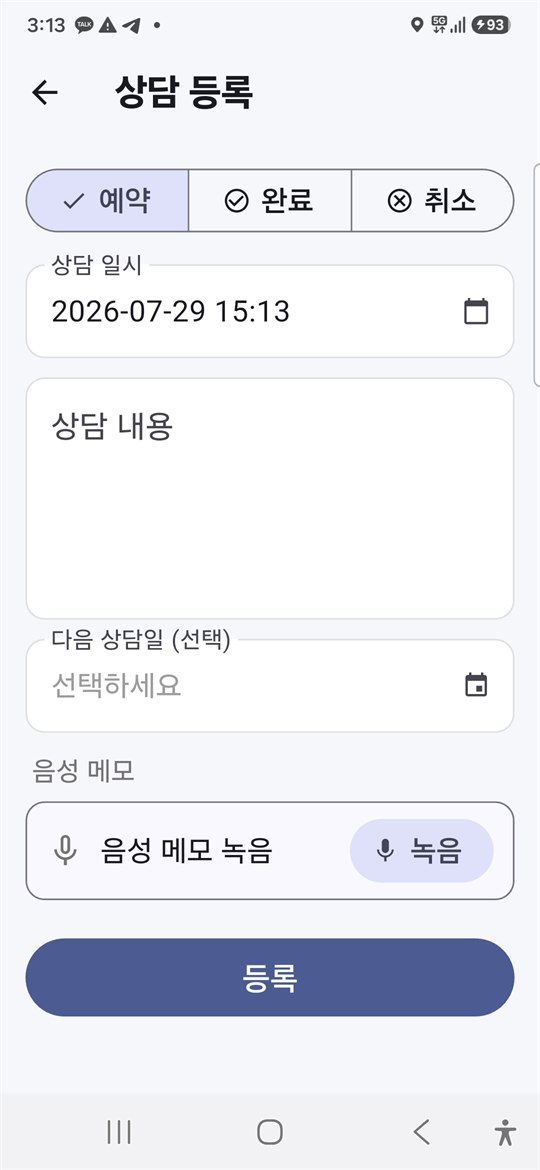 3:13 TALK 5G 93
상담 등록
예약 완료 취소
상담 일시
2026-07-29 15:13
상담 내용
다음 상담일 (선택)
선택하세요
음성 메모
음성 메모 녹음 녹음
등록